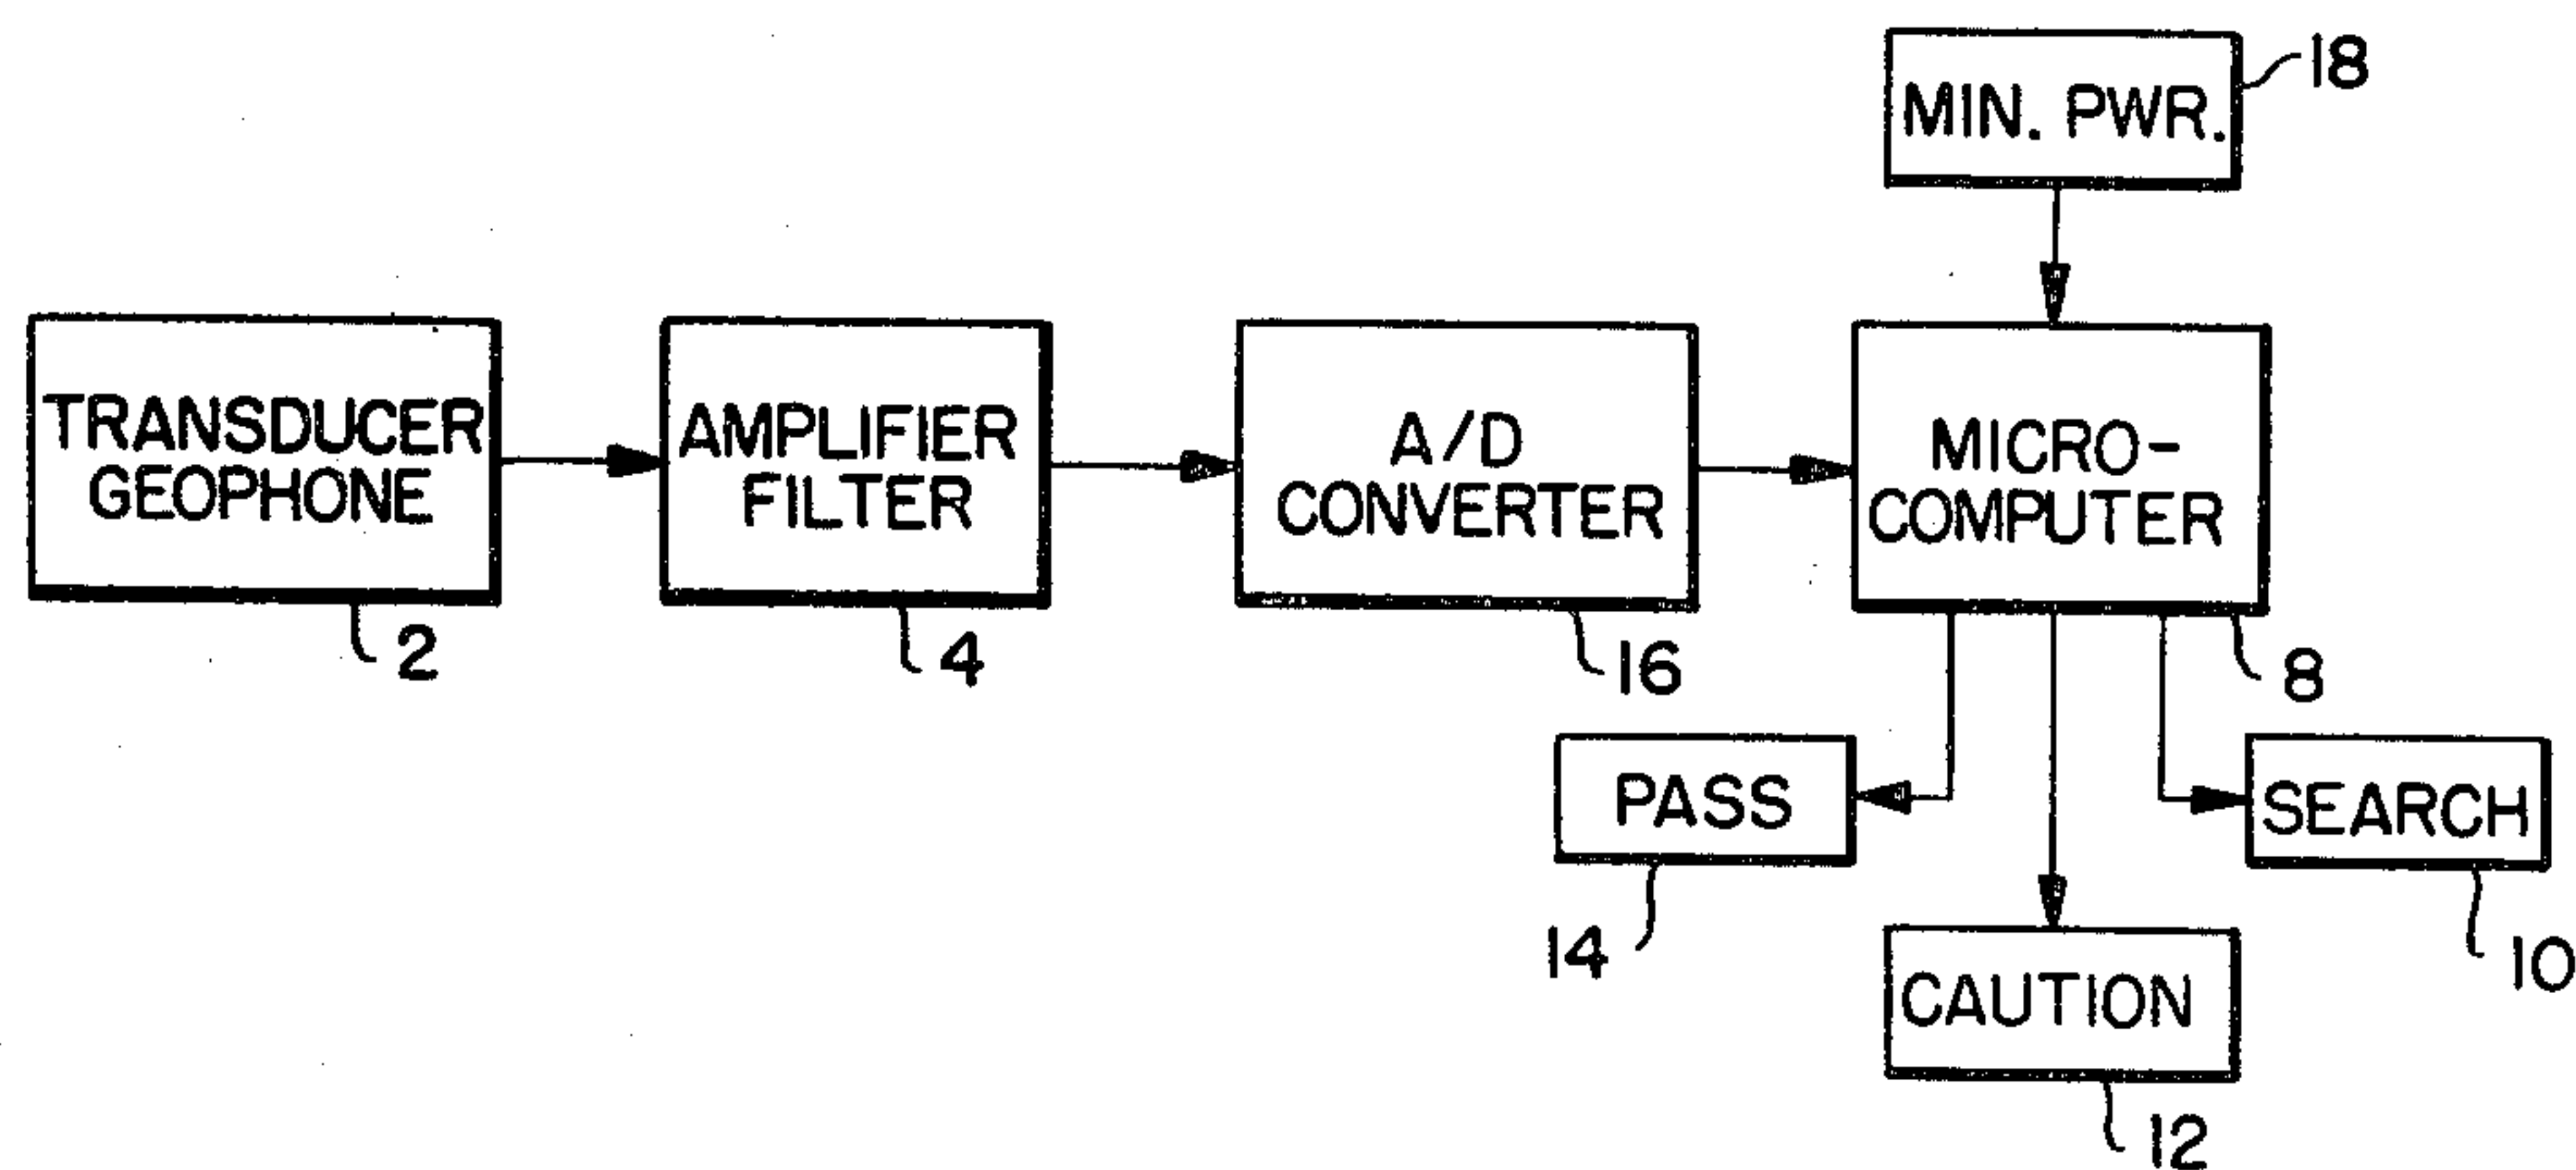 MIN. PWR.
18
TRANSDUCER
GEOPHONE
2
AMPLIFIER
FILTER
4
A/D
CONVERTER
16
MICRO-
COMPUTER
8
PASS
14
CAUTION
12
SEARCH
10